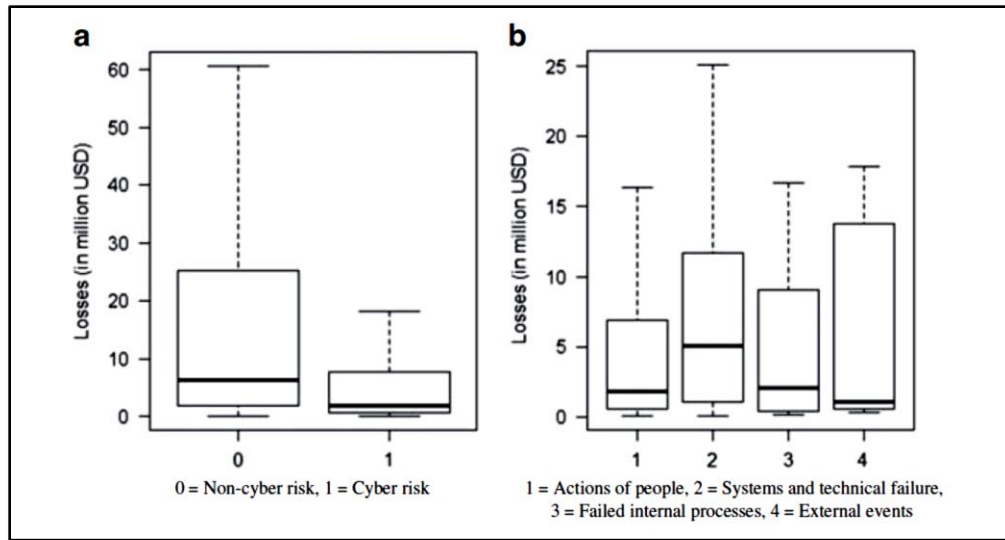 a
60
50
40
30
20
10
0
Losses (in million USD)
0 1
0 = Non-cyber risk, 1 = Cyber risk
b
25
20
15
10
5
0
Losses (in million USD)
1 2 3 4
1 = Actions of people, 2 = Systems and technical failure,
3 = Failed internal processes, 4 = External events